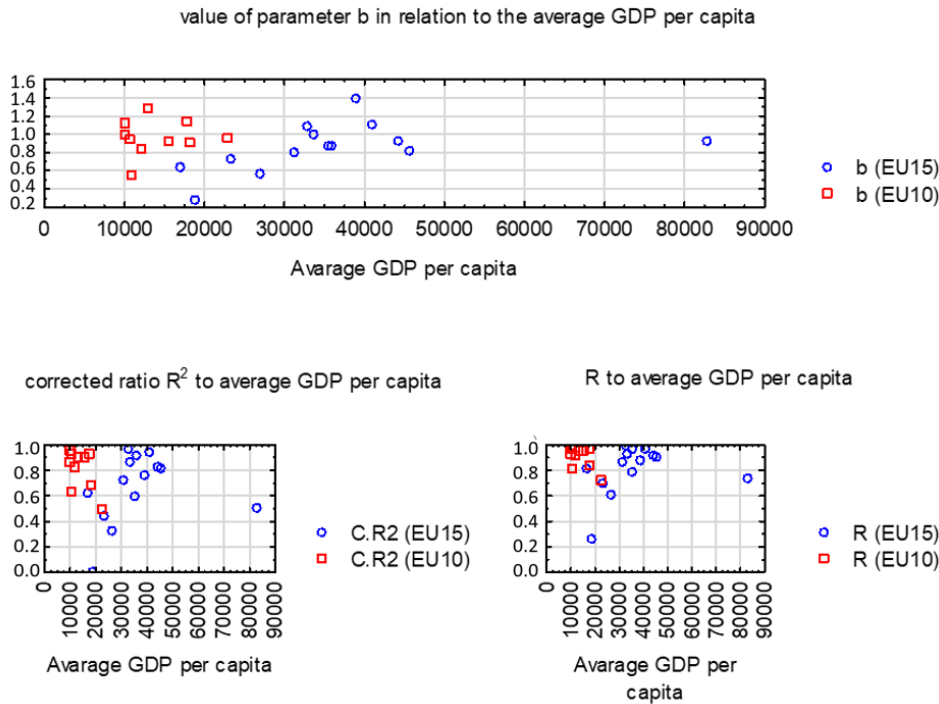 value of parameter b in relation to the average GDP per capita
1.6
1.4
1.2
1.0
0.8
0.6
0.4
0.2
0 10000 20000 30000 40000 50000 60000 70000 80000 90000
Avarage GDP per capita
b (EU15)
b (EU10)
corrected ratio R² to average GDP per capita
1.0
0.8
0.6
0.4
0.2
0.0
0 10000 20000 30000 40000 50000 60000 70000 80000 90000
Avarage GDP per capita
C.R2 (EU15)
C.R2 (EU10)
R to average GDP per capita
1.0
0.8
0.6
0.4
0.2
0.0
0 10000 20000 30000 40000 50000 60000 70000 80000 90000
Avarage GDP per
capita
R (EU15)
R (EU10)